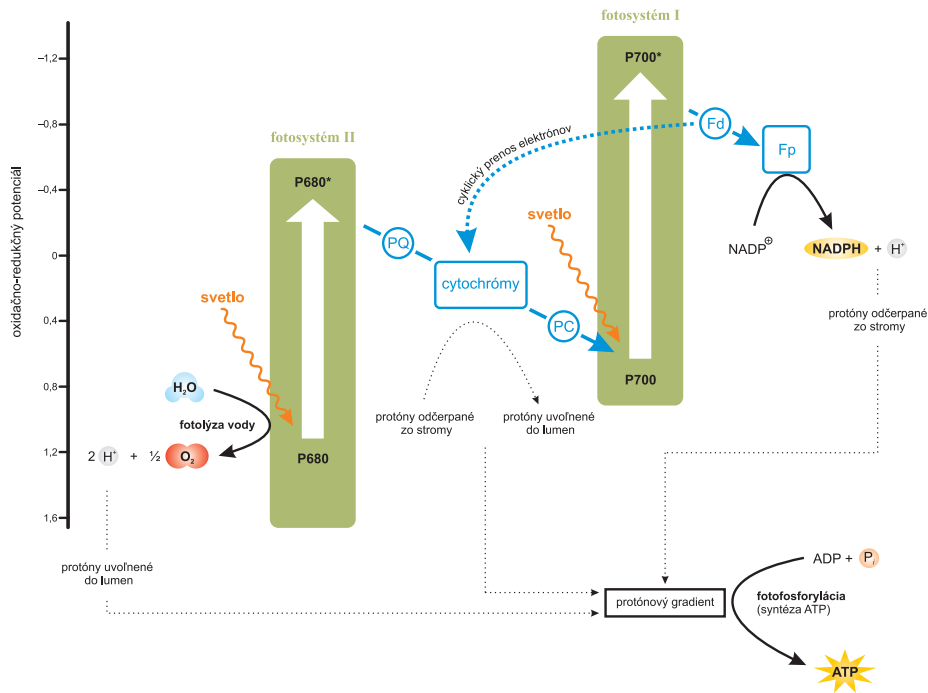 fotosystém I
oxidačno-redukčný potenciál
–1,2
–0,8
–0,4
0
0,4
0,8
1,2
1,6
P700*
Fd
Fp
cyklický prenos elektrónov
fotosystém II
P680*
PQ
svetlo
NADP⊕
NADPH + H⁺
cytochrómy
svetlo
PC
protóny odčerpané
zo stromy
P700
H₂O
fotolýza vody
protóny odčerpané
zo stromy
protóny uvoľnené
do lumen
2 H⁺ + ½ O₂
P680
protóny uvoľnené
do lumen
ADP + Pᵢ
protónový gradient
fotofosforylácia
(syntéza ATP)
ATP